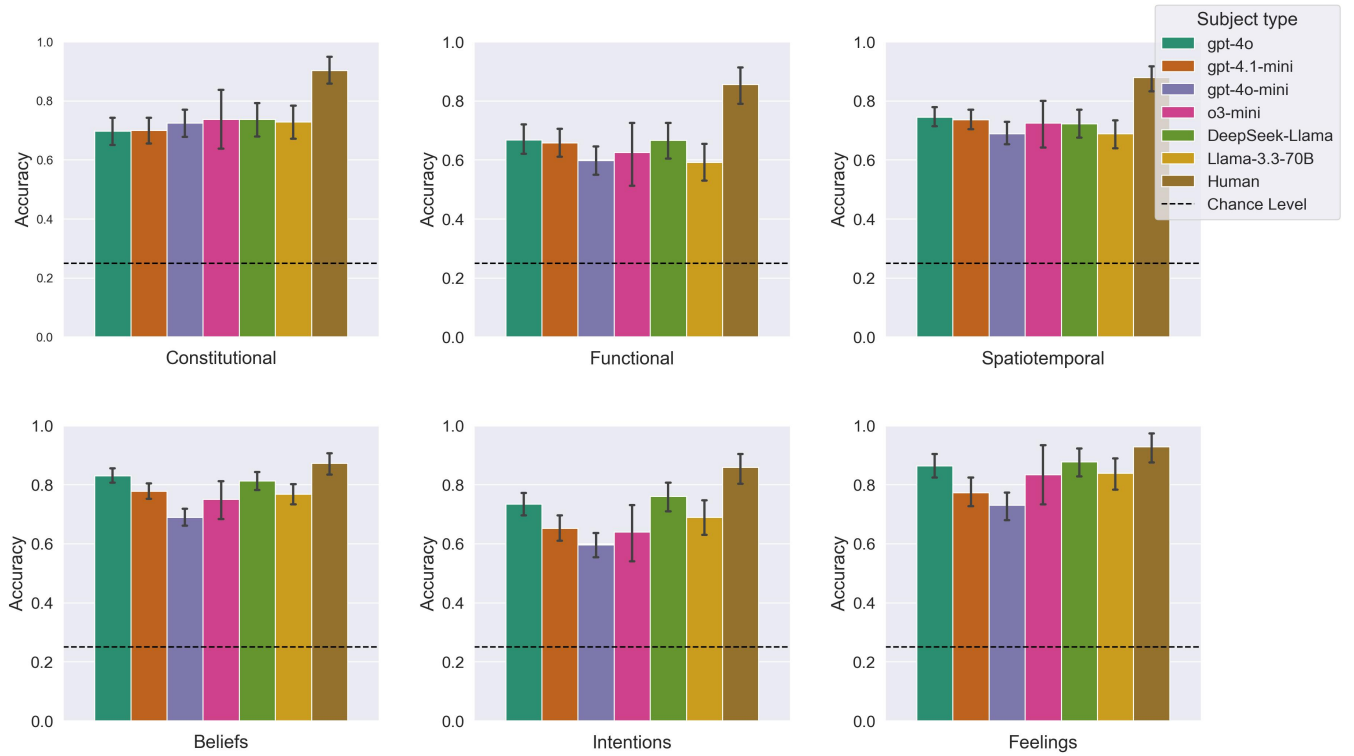 Subject type
gpt-4o
gpt-4.1-mini
gpt-4o-mini
o3-mini
DeepSeek-Llama
Llama-3.3-70B
Human
Chance Level
Accuracy
1.0
0.8
0.6
0.4
0.2
0.0
Constitutional
Accuracy
1.0
0.8
0.6
0.4
0.2
0.0
Functional
Accuracy
1.0
0.8
0.6
0.4
0.2
0.0
Spatiotemporal
Accuracy
1.0
0.8
0.6
0.4
0.2
0.0
Beliefs
Accuracy
1.0
0.8
0.6
0.4
0.2
0.0
Intentions
Accuracy
1.0
0.8
0.6
0.4
0.2
0.0
Feelings